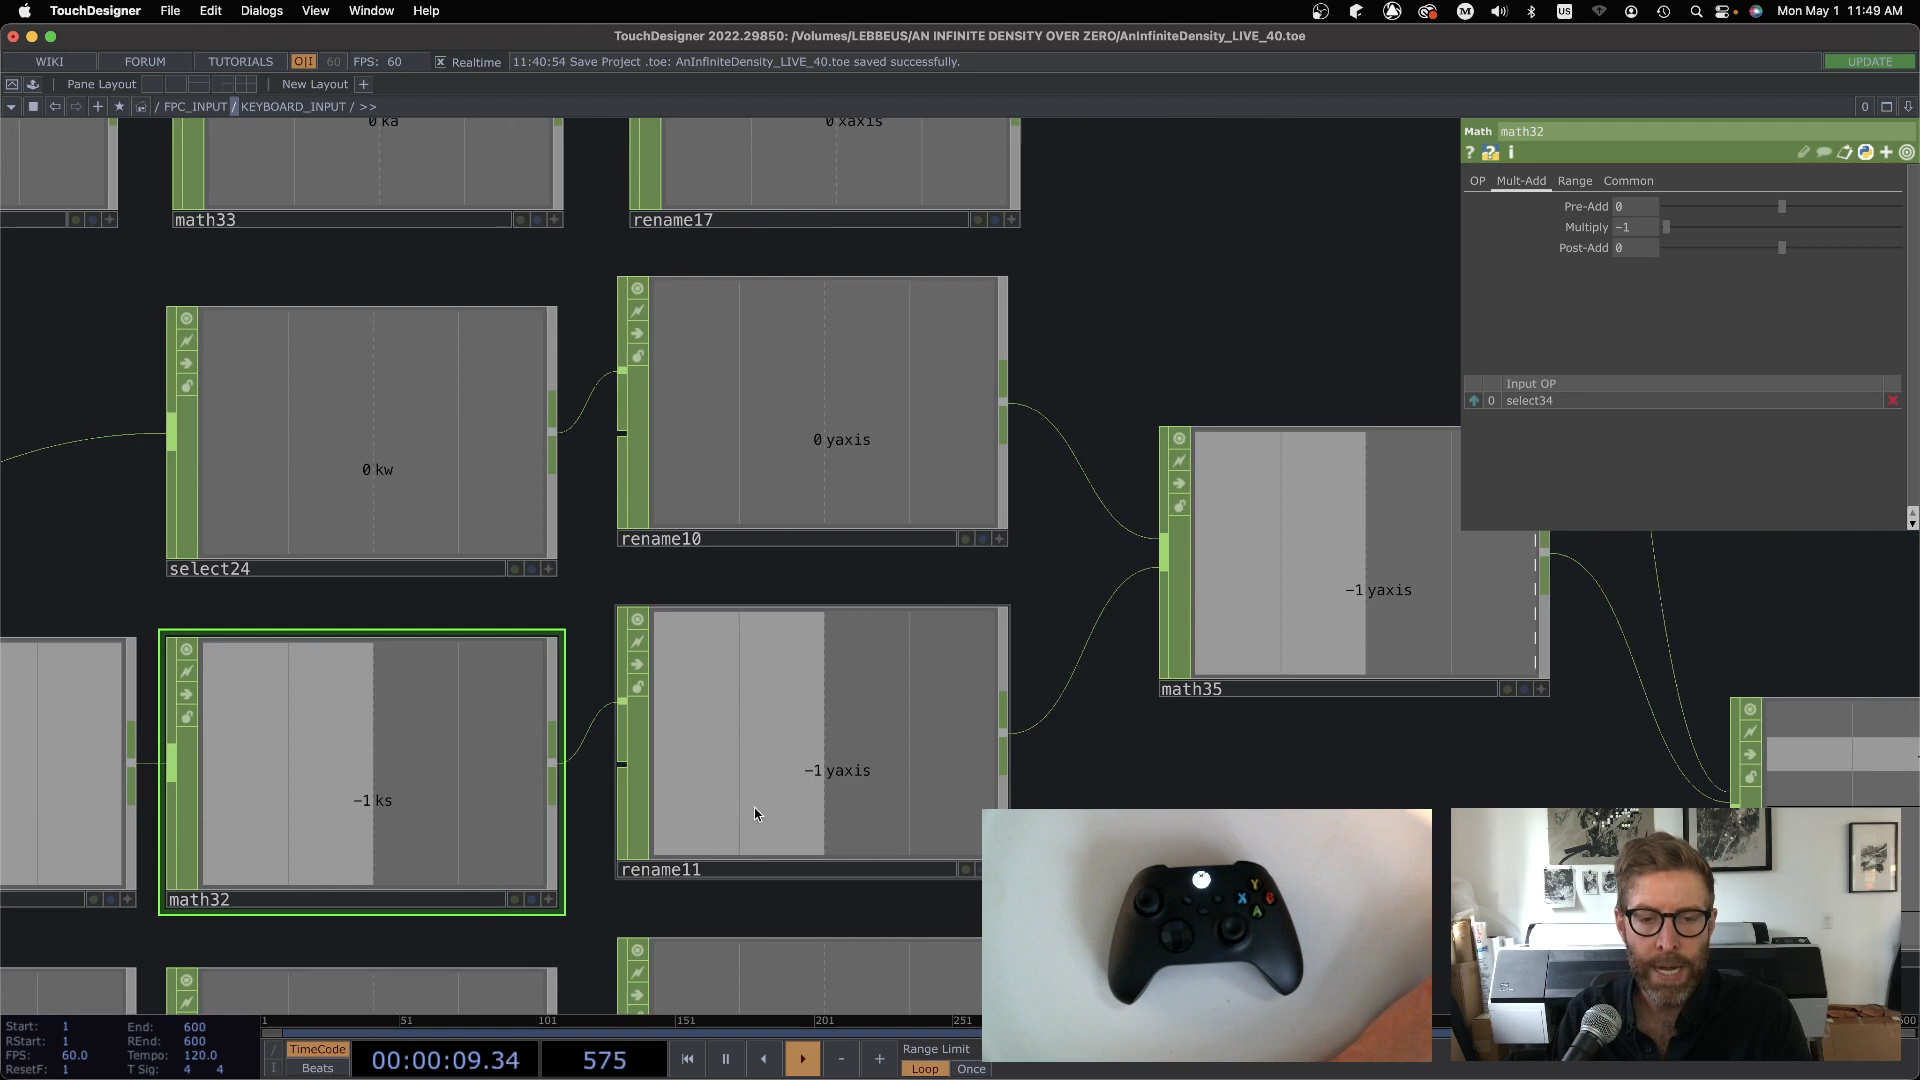 TouchDesigner File Edit Dialogs View Window Help
US Mon May 1 11:49 AM
TouchDesigner 2022.29850: /Volumes/LEBBEUS/AN INFINITE DENSITY OVER ZERO/AnInfiniteDensity_LIVE_40.toe
WIKI FORUM TUTORIALS O|I 60 FPS: 60 X Realtime 11:40:54 Save Project .toe: AnInfiniteDensity_LIVE_40.toe saved successfully. UPDATE
Pane Layout New Layout +
/ FPC_INPUT / KEYBOARD_INPUT / >> 0
0 ka
0 xaxis
math33
rename17
Math math32
? i
OP Mult-Add Range Common
Pre-Add 0
Multiply -1
Post-Add 0
Input OP
0 select34
0 kw
select24
0 yaxis
rename10
-1 yaxis
math35
-1 ks
math32
-1 yaxis
rename11
X Y B A
1 51 101 151 201 251
Start: 1 End: 600
RStart: 1 REnd: 600
FPS: 60.0 Tempo: 120.0
ResetF: 1 T Sig: 4 4
TimeCode
Beats
00:00:09.34
575
- +
Range Limit
Loop Once